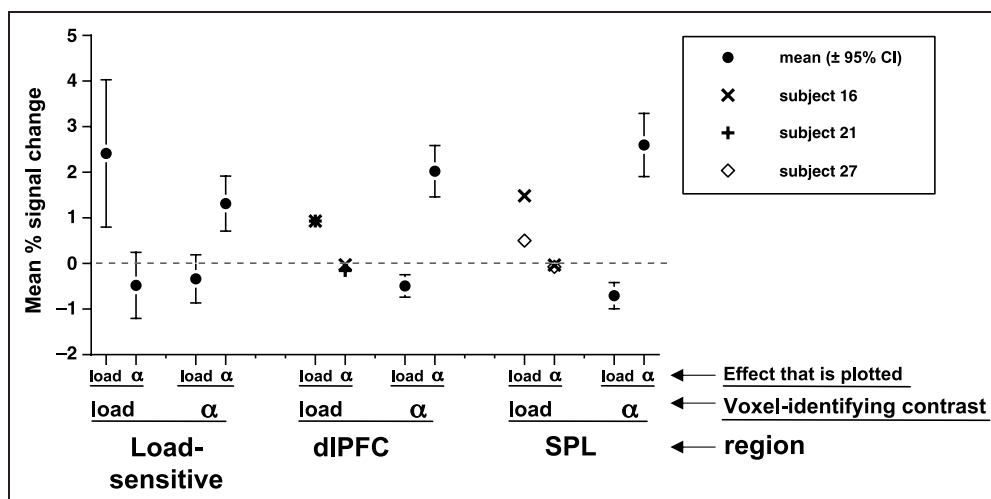 5
4
3
2
1
0
−1
−2
Mean % signal change
mean (± 95% CI)
subject 16
subject 21
subject 27
load α load α load α load α load α load α
Effect that is plotted
load α load α load α
Voxel-identifying contrast
Load-
sensitive
dlPFC
SPL
region